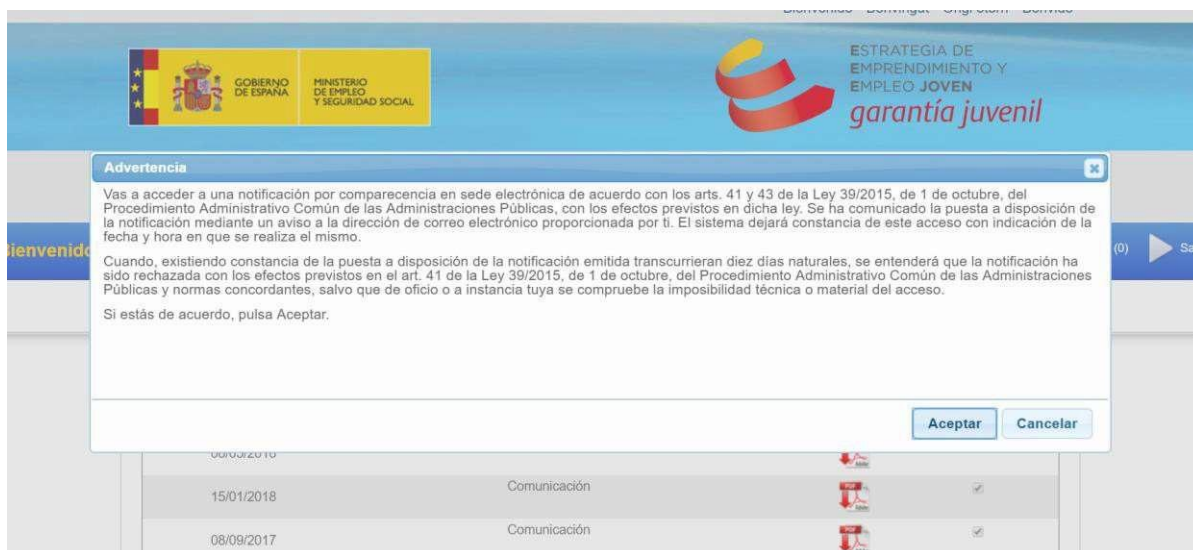 GOBIERNO
DE ESPAÑA
MINISTERIO
DE EMPLEO
Y SEGURIDAD SOCIAL
ESTRATEGIA DE
EMPRENDIMIENTO Y
EMPLEO JOVEN
garantía juvenil
Advertencia
Vas a acceder a una notificación por comparecencia en sede electrónica de acuerdo con los arts. 41 y 43 de la Ley 39/2015, de 1 de octubre, del
Procedimiento Administrativo Común de las Administraciones Públicas, con los efectos previstos en dicha ley. Se ha comunicado la puesta a disposición de
la notificación mediante un aviso a la dirección de correo electrónico proporcionada por ti. El sistema dejará constancia de este acceso con indicación de la
fecha y hora en que se realiza el mismo.
Cuando, existiendo constancia de la puesta a disposición de la notificación emitida transcurrieran diez días naturales, se entenderá que la notificación ha
sido rechazada con los efectos previstos en el art. 41 de la Ley 39/2015, de 1 de octubre, del Procedimiento Administrativo Común de las Administraciones
Públicas y normas concordantes, salvo que de oficio o a instancia tuya se compruebe la imposibilidad técnica o material del acceso.
Si estás de acuerdo, pulsa Aceptar.
(0)
Aceptar Cancelar
15/01/2018 Comunicación PDF
08/09/2017 Comunicación PDF